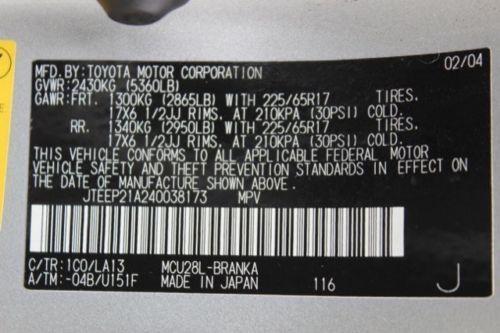 MFD.BY:TOYOTA MOTOR CORPORATION 02/04
GVWR:2430KG (5360LB)
GAWR:FRT. 1300KG (2865LB) WITH 225/65R17 TIRES.
17X6 1/2JJ RIMS. AT 210KPA (30PSI) COLD.
RR. 1340KG (2950LB) WITH 225/65R17 TIRES.
17X6 1/2JJ RIMS. AT 210KPA (30PSI) COLD.
THIS VEHICLE CONFORMS TO ALL APPLICABLE FEDERAL MOTOR
VEHICLE SAFETY AND THEFT PREVENTION STANDARDS IN EFFECT ON
THE DATE OF MANUFACTURE SHOWN ABOVE.
JTEEP21A240038173 MPV
C/TR:1C0/LA13 MCU28L-BRANKA
A/TM:-04B/U151F MADE IN JAPAN 116 J